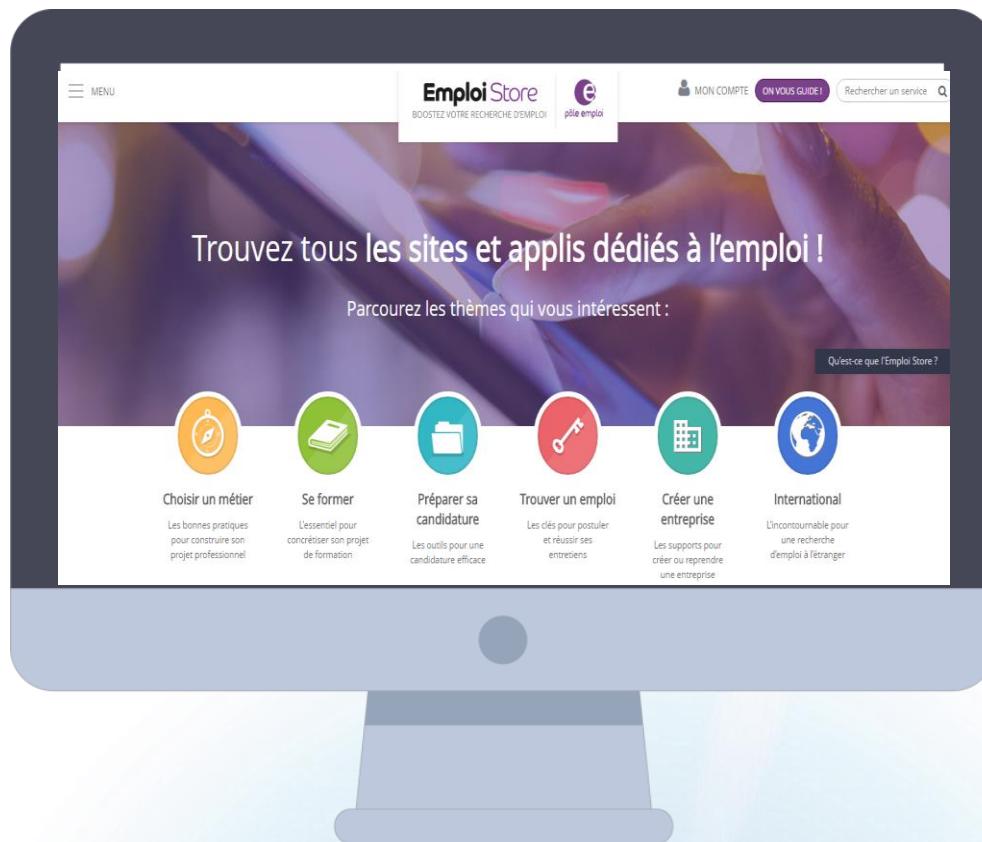 MENU
Emploi Store
BOOSTEZ VOTRE RECHERCHE D'EMPLOI
pôle emploi
MON COMPTE
ON VOUS GUIDE !
Rechercher un service
Trouvez tous les sites et applis dédiés à l'emploi !
Parcourez les thèmes qui vous intéressent :
Qu'est-ce que l'Emploi Store ?
Choisir un métier
Les bonnes pratiques
pour construire son
projet professionnel
Se former
L'essentiel pour
concrétiser son projet
de formation
Préparer sa
candidature
Les outils pour une
candidature efficace
Trouver un emploi
Les clés pour postuler
et réussir ses
entretiens
Créer une
entreprise
Les supports pour
créer ou reprendre
une entreprise
International
L'incontournable pour
une recherche
d'emploi à l'étranger